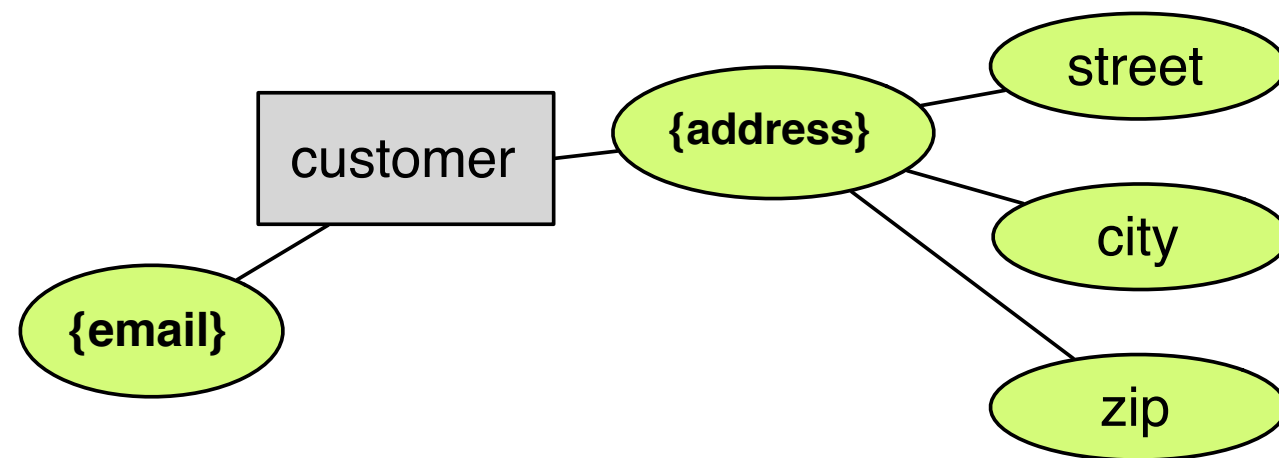 street
{address}
customer
city
{email}
zip